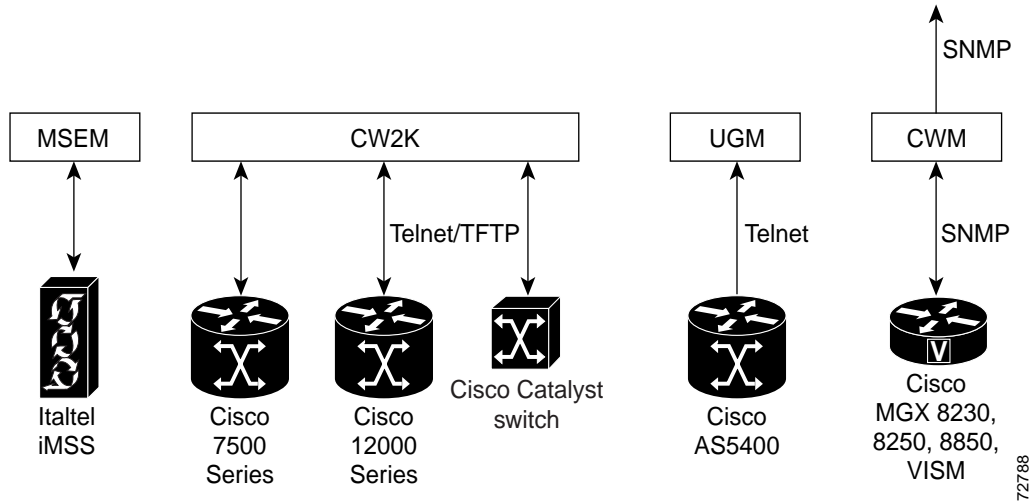 SNMP
MSEM
CW2K
UGM
CWM
Telnet/TFTP
Telnet
SNMP
Italtel
iMSS
Cisco
7500
Series
Cisco
12000
Series
Cisco Catalyst
switch
Cisco
AS5400
V
Cisco
MGX 8230,
8250, 8850,
VISM
72788